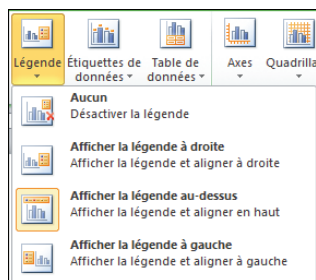 Légende Étiquettes de données Table de données Axes Quadrilla
Aucun
Désactiver la légende
Afficher la légende à droite
Afficher la légende et aligner à droite
Afficher la légende au-dessus
Afficher la légende et aligner en haut
Afficher la légende à gauche
Afficher la légende et aligner à gauche